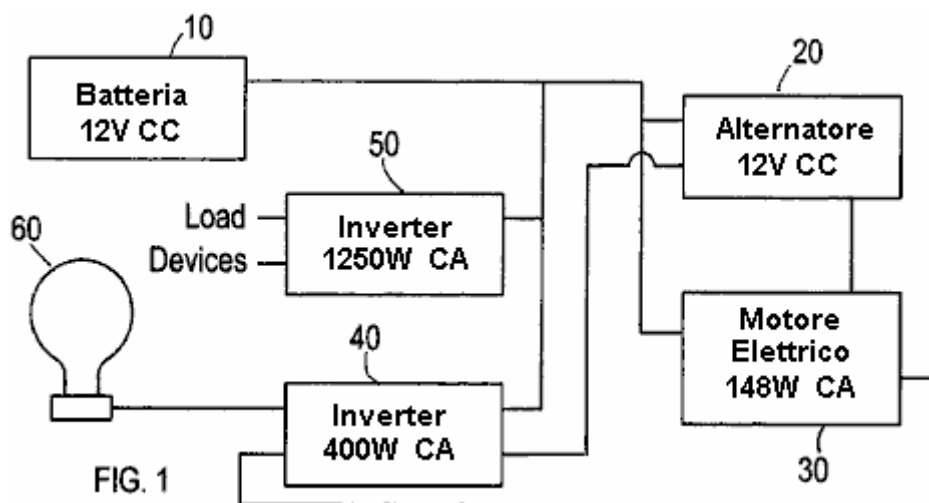 10
Batteria
12V CC
20
Alternatore
12V CC
50
Load
Devices
Inverter
1250W CA
60
Motore
Elettrico
148W CA
30
40
Inverter
400W CA
FIG. 1